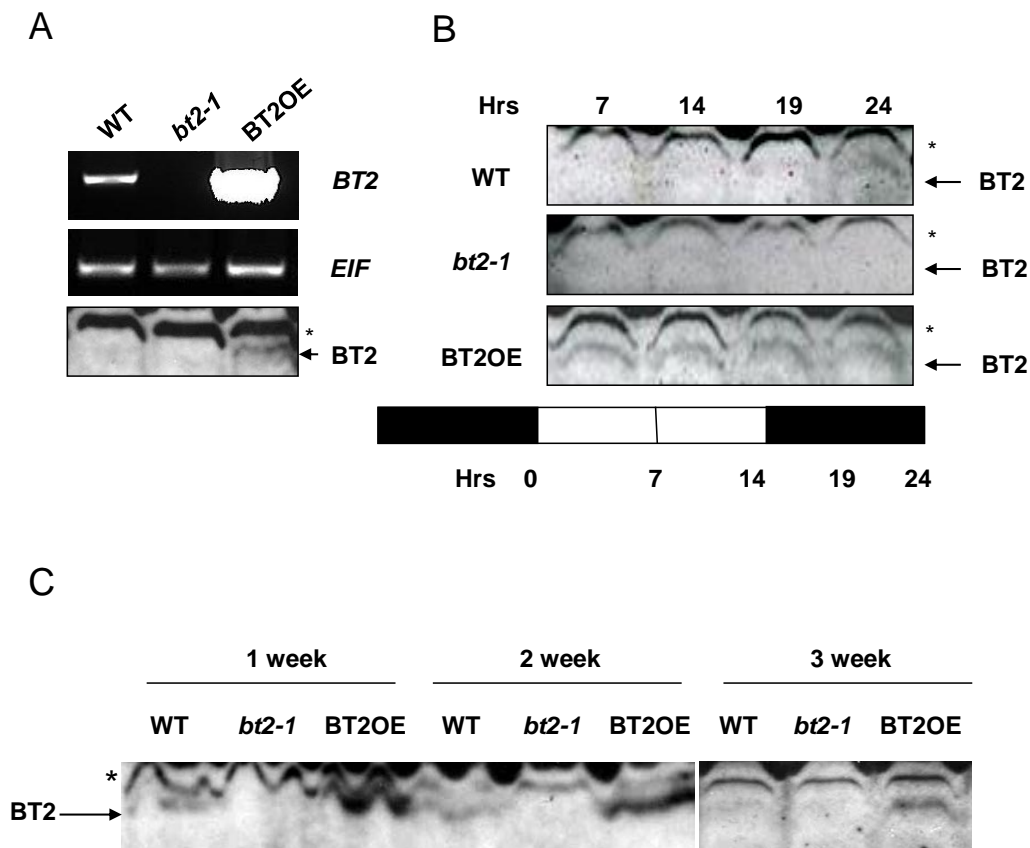 A
WT bt2-1 BT2OE
BT2
EIF
*
BT2
B
Hrs 7 14 19 24
*
WT BT2
*
bt2-1 BT2
*
BT2OE BT2
Hrs 0 7 14 19 24
C
1 week 2 week 3 week
WT bt2-1 BT2OE WT bt2-1 BT2OE WT bt2-1 BT2OE
*
BT2